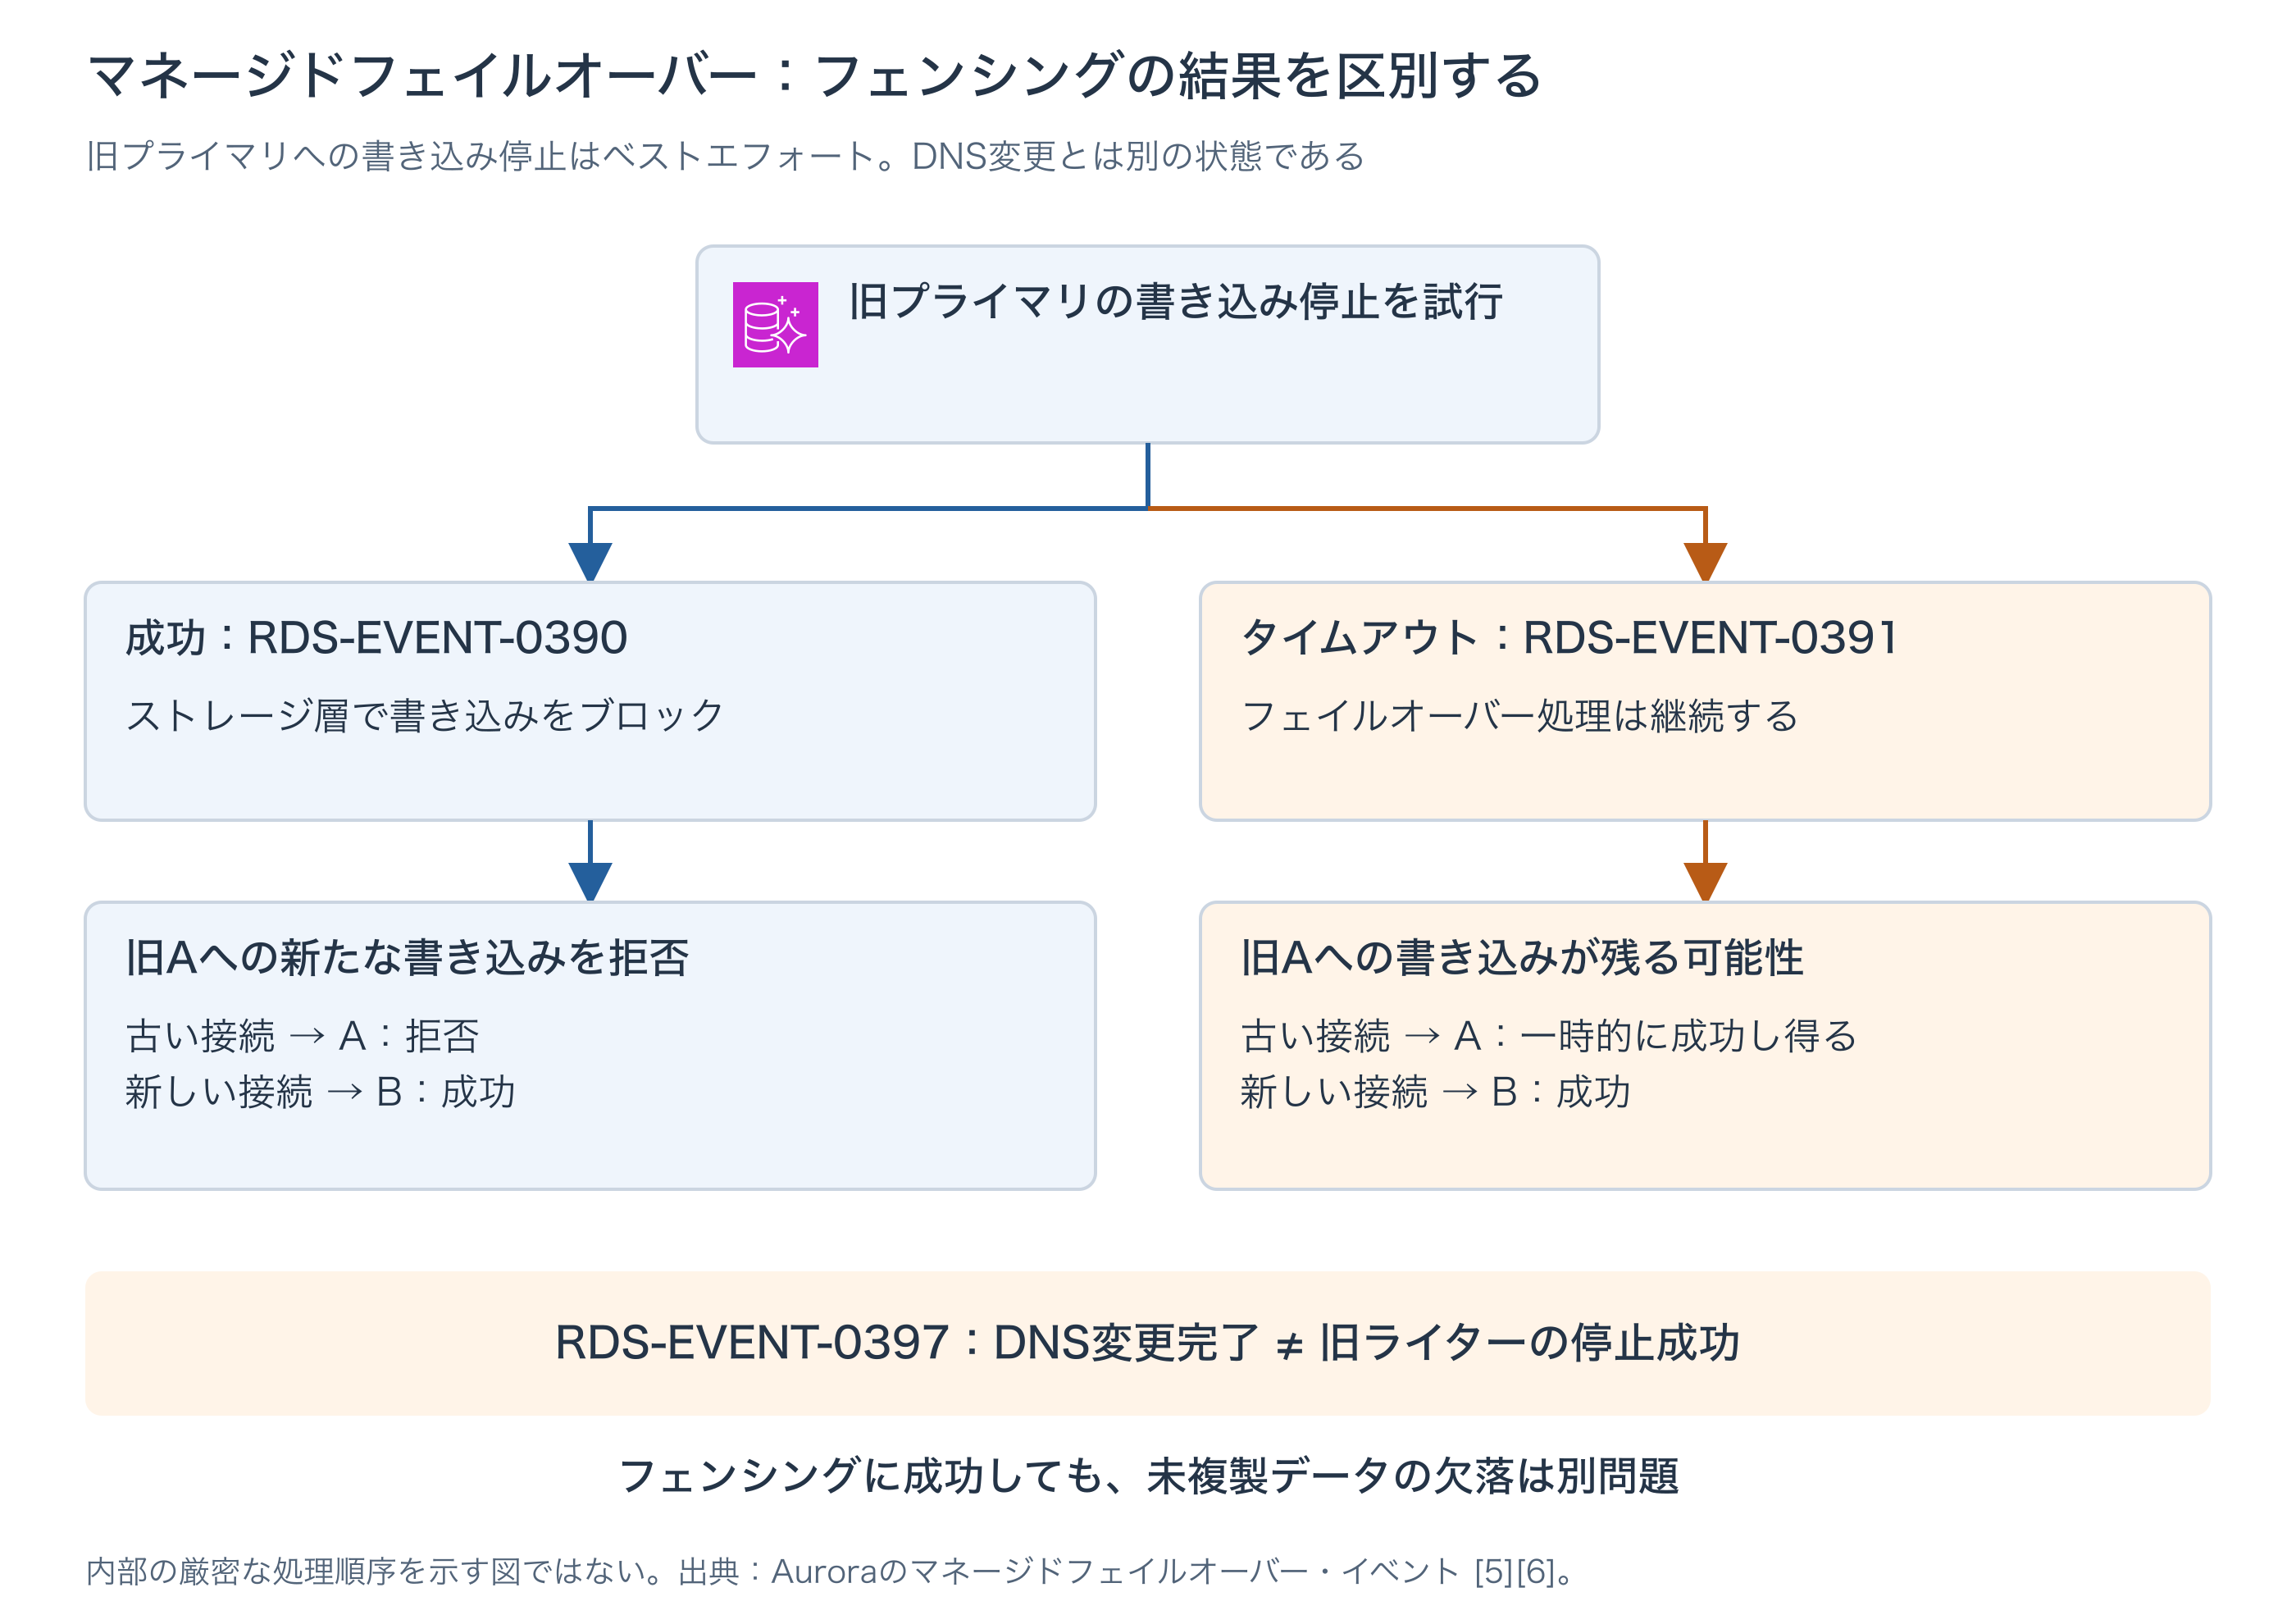 マネージドフェイルオーバー：フェンシングの結果を区別する
旧プライマリへの書き込み停止はベストエフォート。DNS変更とは別の状態である
旧プライマリの書き込み停止を試行
成功：RDS-EVENT-0390
ストレージ層で書き込みをブロック
タイムアウト：RDS-EVENT-0391
フェイルオーバー処理は継続する
旧Aへの新たな書き込みを拒否
古い接続 → A：拒否
新しい接続 → B：成功
旧Aへの書き込みが残る可能性
古い接続 → A：一時的に成功し得る
新しい接続 → B：成功
RDS-EVENT-0397：DNS変更完了 ≠ 旧ライターの停止成功
フェンシングに成功しても、未複製データの欠落は別問題
内部の厳密な処理順序を示す図ではない。出典：Auroraのマネージドフェイルオーバー・イベント [5][6]。